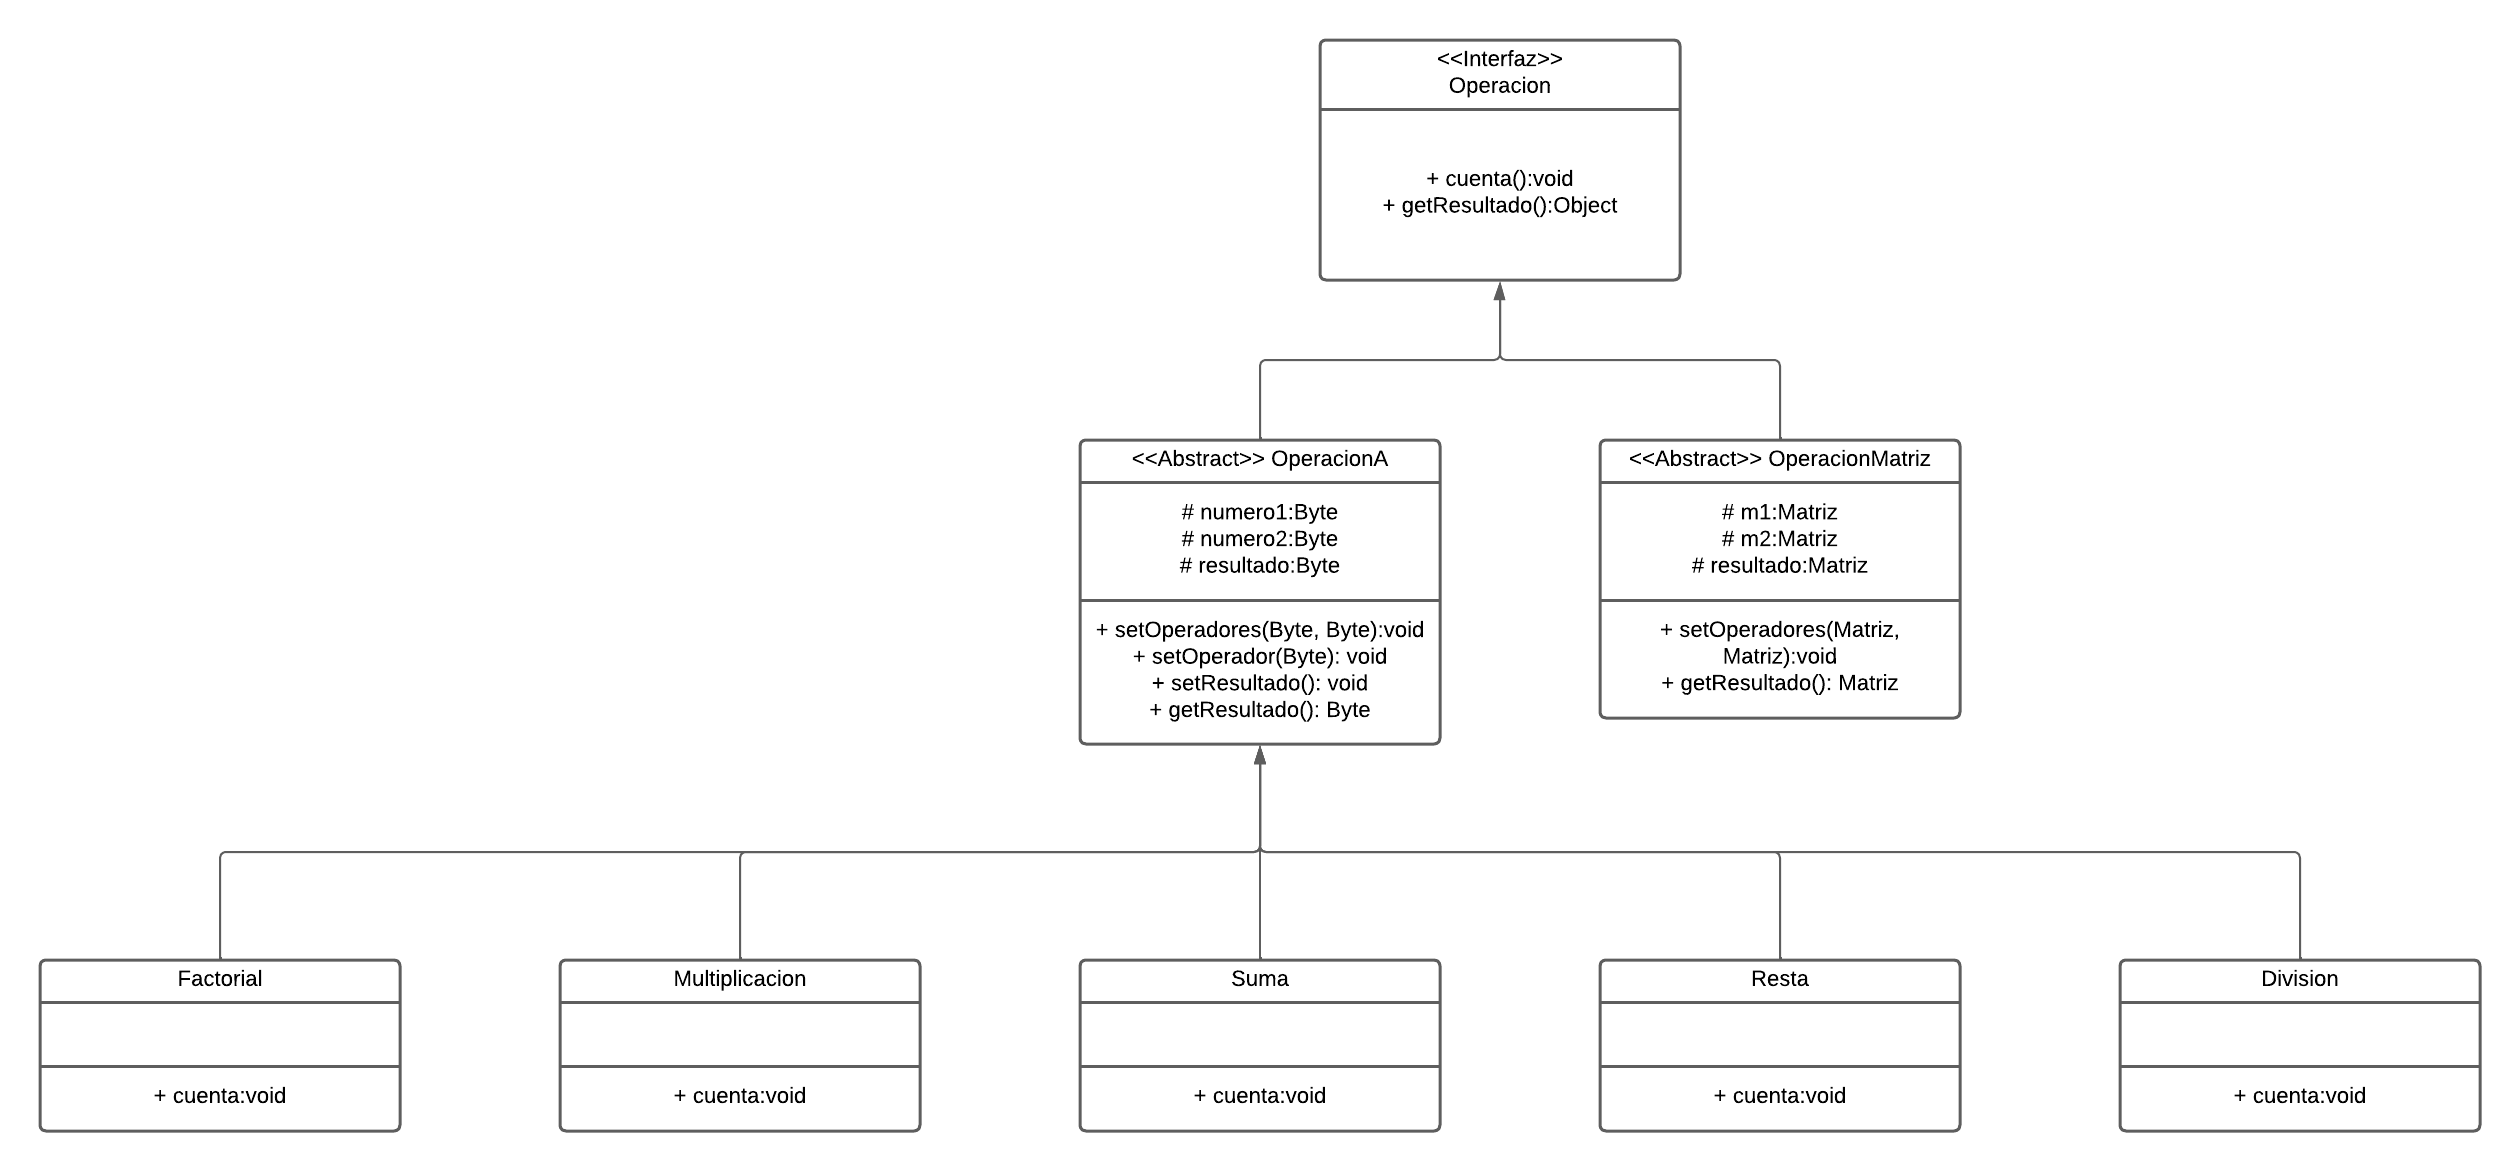 <<Interfaz>>
Operacion
+ cuenta():void
+ getResultado():Object
<<Abstract>> OperacionA
# numero1:Byte
# numero2:Byte
# resultado:Byte
+ setOperadores(Byte, Byte):void
+ setOperador(Byte): void
+ setResultado(): void
+ getResultado(): Byte
<<Abstract>> OperacionMatriz
# m1:Matriz
# m2:Matriz
# resultado:Matriz
+ setOperadores(Matriz,
Matriz):void
+ getResultado(): Matriz
Factorial
+ cuenta:void
Multiplicacion
+ cuenta:void
Suma
+ cuenta:void
Resta
+ cuenta:void
Division
+ cuenta:void